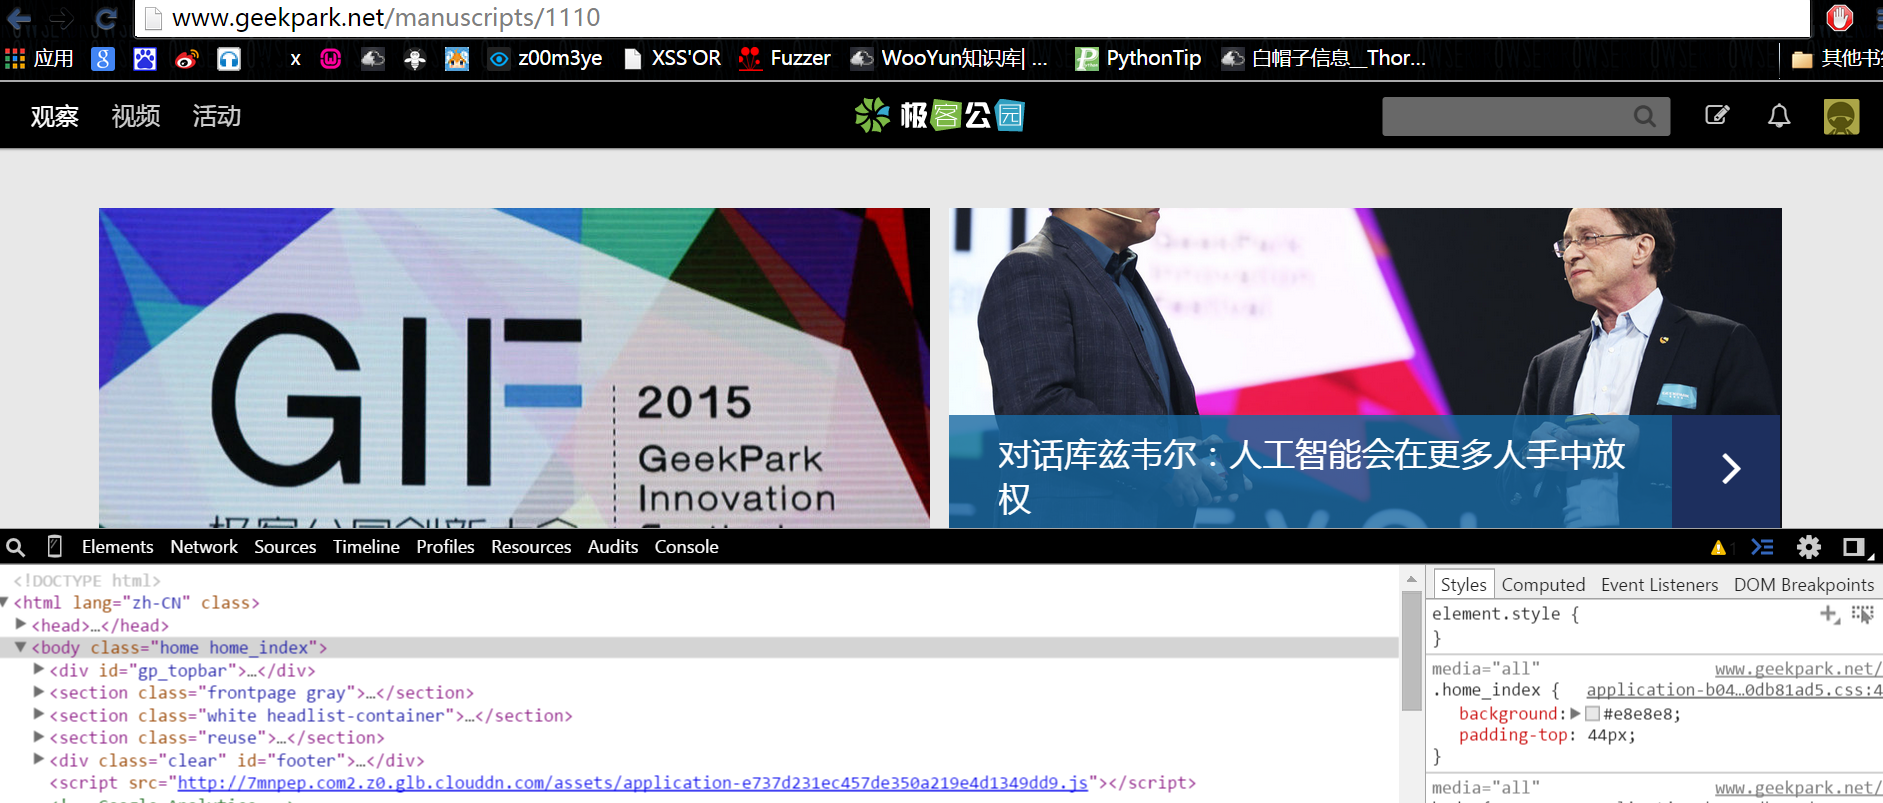 www.geekpark.net/manuscripts/1110
应用 x z00m3ye XSS'OR Fuzzer WooYun知识库| ... PythonTip 白帽子信息__Thor... 其他书
观察 视频 活动 极客公园
GIF
2015
GeekPark
Innovation
GeekPark
Innovation
Festival
对话库兹韦尔：人工智能会在更多人手中放
权
Elements Network Sources Timeline Profiles Resources Audits Console 1
<!DOCTYPE html>
<html lang="zh-CN" class>
<head>…</head>
<body class="home home_index">
<div id="gp_topbar">…</div>
<section class="frontpage gray">…</section>
<section class="white headlist-container">…</section>
<section class="reuse">…</section>
<div class="clear" id="footer">…</div>
<script src="http://7mnpep.com2.z0.glb.clouddn.com/assets/application-e737d231ec457de350a219e4d1349dd9.js"></script>
Styles Computed Event Listeners DOM Breakpoints
element.style {
}
media="all" www.geekpark.net/
.home_index { application-b04…0db81ad5.css:4
background: #e8e8e8;
padding-top: 44px;
}
media="all" www.geekpark.net/